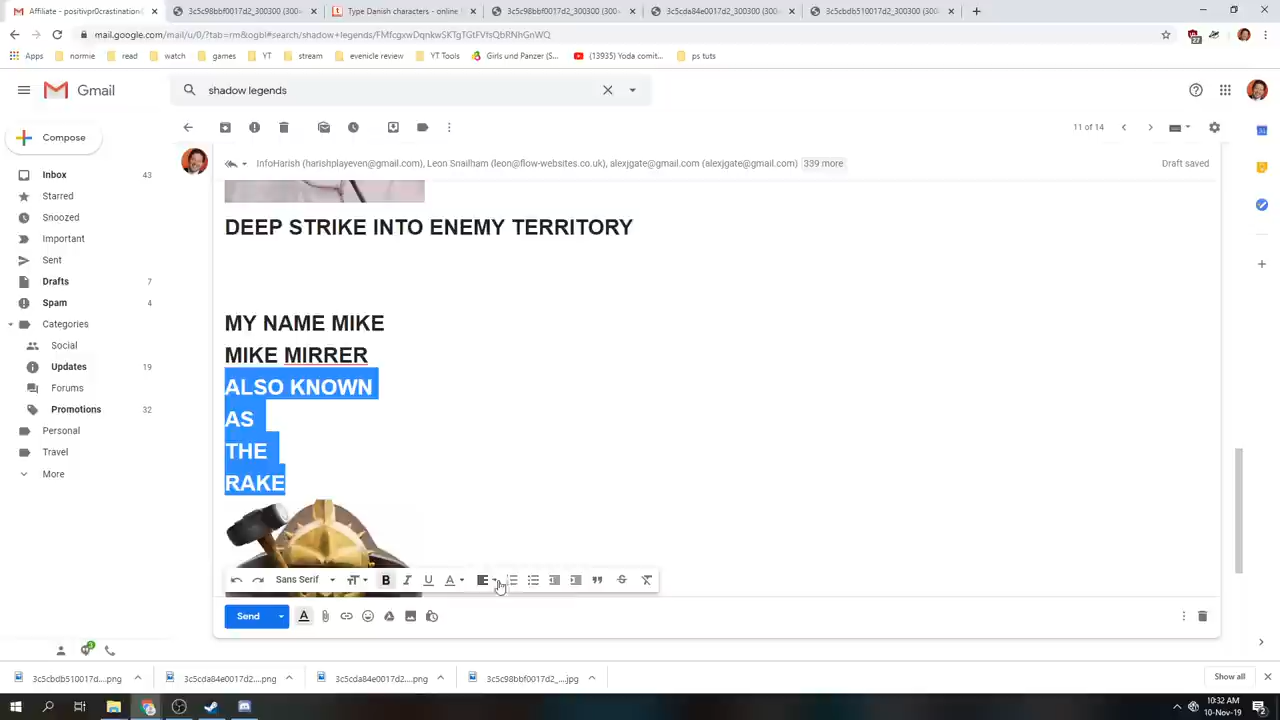 Affiliate - positivpr0crastination@
3c5c98bbf0017d2_300300 (300×
Type Danish characters - online
3c5c98bbf0017d2_300300 (300×
3c5cda84e0017d2_300300 (300×
3c5cbdb510017d2_300300 (300×
mail.google.com/mail/u/0/?tab=rm&ogbl#search/shadow+legends/FMfcgxwDqnkwSKTgTGtFVfsQbRNhGnWQ
27
Apps
normie
read
watch
games
YT
stream
evenicle review
YT Tools
Girls und Panzer (S...
(13935) Yoda comit...
ps tuts
Gmail
shadow legends
Compose
11 of 14
InfoHarish (harishplayeven@gmail.com), Leon Snailham (leon@flow-websites.co.uk), alexjgate@gmail.com (alexjgate@gmail.com) 339 more
Draft saved
Inbox 43
Starred
Snoozed
Important
Sent
Drafts 7
Spam 4
Categories
Social
Updates 19
Forums
Promotions 32
Personal
Travel
More
DEEP STRIKE INTO ENEMY TERRITORY
MY NAME MIKE
MIKE MIRRER
ALSO KNOWN
AS
THE
RAKE
Sans Serif
Send
3c5cbdb510017d....png
3c5cda84e0017d2....png
3c5cda84e0017d2....png
3c5c98bbf0017d2_....jpg
Show all
10:32 AM
10-Nov-19
2